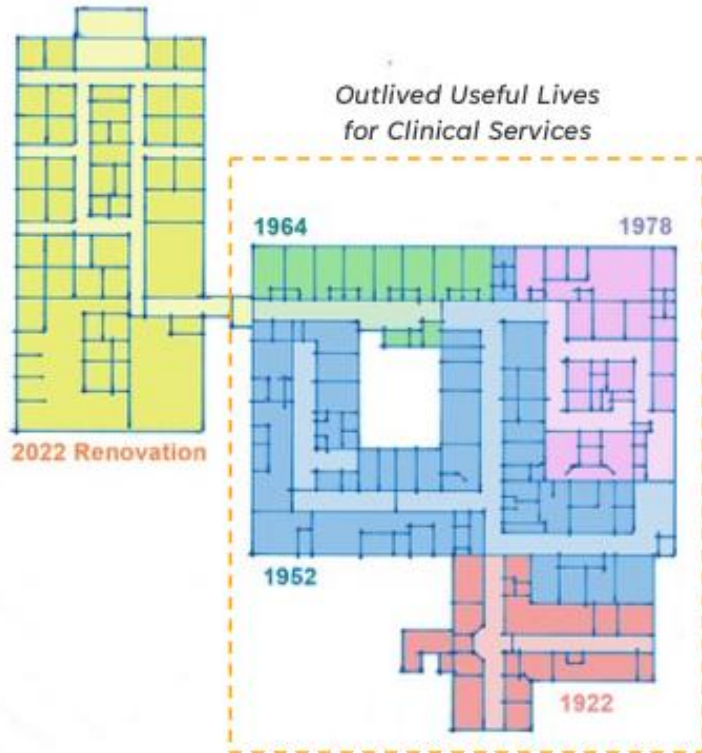 Outlived Useful Lives
for Clinical Services
1964
1978
2022 Renovation
1952
1922